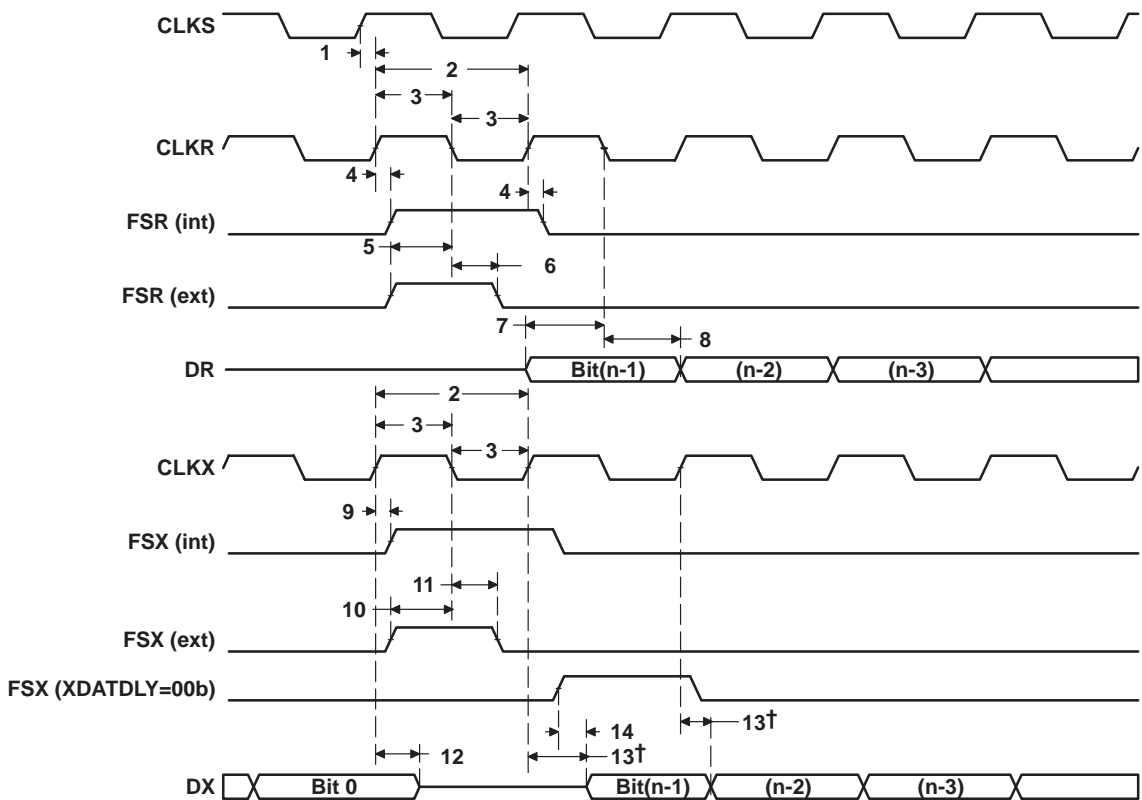 CLKS
1
2
3
3
CLKR
4
4
FSR (int)
5
6
FSR (ext)
7
8
DR
Bit(n-1)
(n-2)
(n-3)
2
3
3
CLKX
9
FSX (int)
11
10
FSX (ext)
FSX (XDATDLY=00b)
14
13†
12
13†
DX
Bit 0
Bit(n-1)
(n-2)
(n-3)